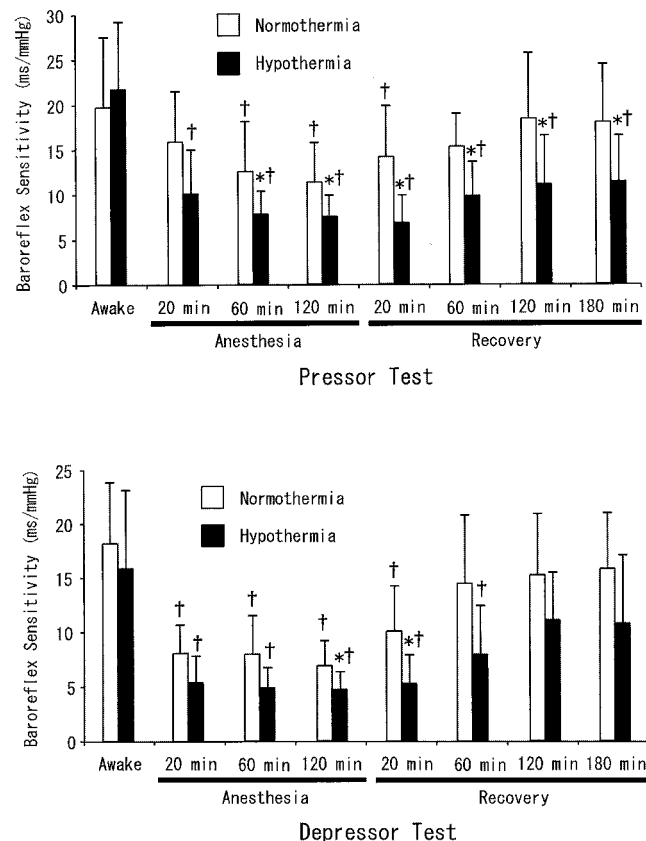 Baroreflex Sensitivity (ms/mmHg)
30
25
20
15
10
5
0
Normothermia
Hypothermia
†
†
*†
†
*†
†
*†
*†
*†
*†
Awake 20 min 60 min 120 min 20 min 60 min 120 min 180 min
Anesthesia Recovery
Pressor Test
Baroreflex Sensitivity (ms/mmHg)
25
20
15
10
5
0
Normothermia
Hypothermia
†
†
†
†
†
*†
†
*†
†
Awake 20 min 60 min 120 min 20 min 60 min 120 min 180 min
Anesthesia Recovery
Depressor Test